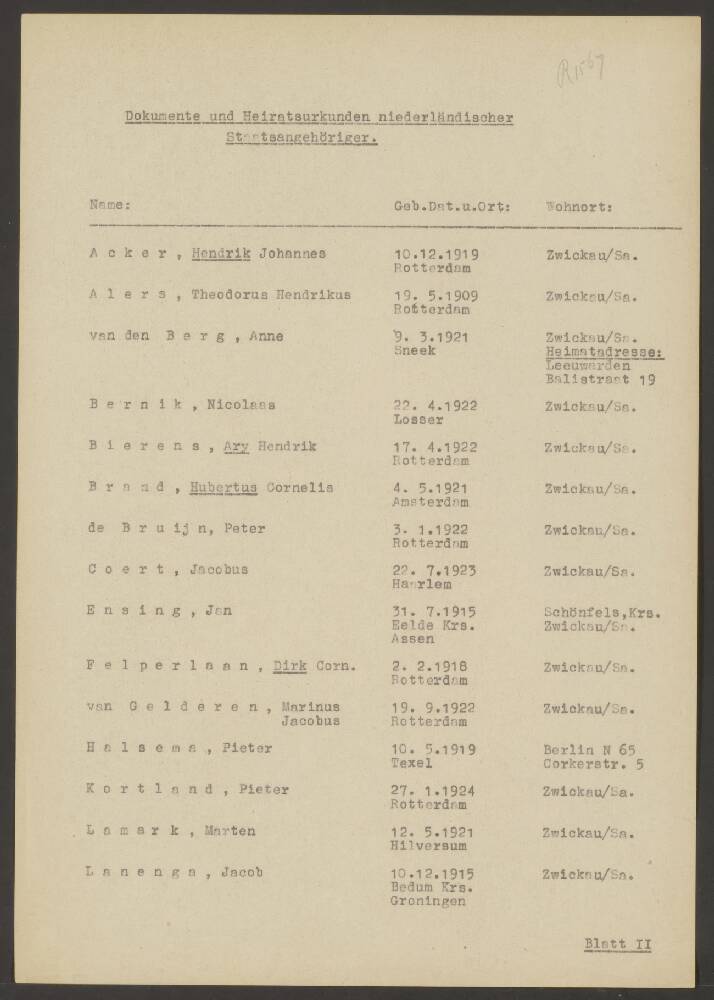 R1567
Dokumente und Heiratsurkunden niederländischer
Staatsangehöriger.
Name: Geb.Dat.u.Ort: Wohnort:
A c k e r , Hendrik Johannes 10.12.1919 Zwickau/Sa.
Rotterdam
A l e r s , Theodorus Hendrikus 19. 5.1909 Zwickau/Sa.
Rotterdam
van den B e r g , Anne 9. 3.1921 Zwickau/Sa.
Sneek Heimatadresse:
Leeuwarden
Balistraat 19
B e r n i k , Nicolaas 22. 4.1922 Zwickau/Sa.
Losser
B i e r e n s , Ary Hendrik 17. 4.1922 Zwickau/Sa.
Rotterdam
B r a n d , Hubertus Cornelis 4. 5.1921 Zwickau/Sa.
Amsterdam
de B r u ij n, Peter 3. 1.1922 Zwickau/Sa.
Rotterdam
C o e r t , Jacobus 22. 7.1923 Zwickau/Sa.
Haarlem
E n s i n g , Jan 31. 7.1915 Schönfels,Krs.
Eelde Krs. Zwickau/Sa.
Assen
F e l p e r l a a n , Dirk Corn. 2. 2.1918 Zwickau/Sa.
Rotterdam
van G e l d e r e n , Marinus 19. 9.1922 Zwickau/Sa.
Jacobus Rotterdam
H a l s e m a , Pieter 10. 5.1919 Berlin N 65
Texel Corkerstr. 5
K o r t l a n d , Pieter 27. 1.1924 Zwickau/Sa.
Rotterdam
L a m a r k , Marten 12. 5.1921 Zwickau/Sa.
Hilversum
L a n e n g a , Jacob 10.12.1915 Zwickau/Sa.
Bedum Krs.
Groningen
Blatt II